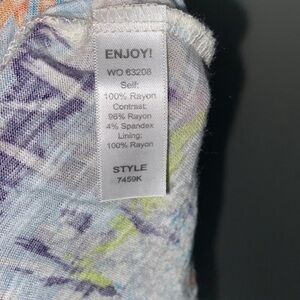 ENJOY!
WO 63208
Self:
100% Rayon
Contrast:
96% Rayon
4% Spandex
Lining:
100% Rayon
STYLE
7459K